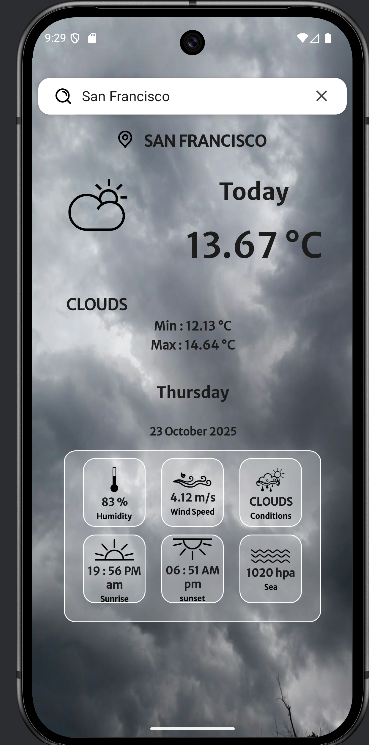 9:29
San Francisco
SAN FRANCISCO
Today
13.67 °C
CLOUDS
Min : 12.13 °C
Max : 14.64 °C
Thursday
23 October 2025
83 %
Humidity
4.12 m/s
Wind Speed
CLOUDS
Conditions
19 : 56 PM
am
Sunrise
06 : 51 AM
pm
sunset
1020 hpa
Sea